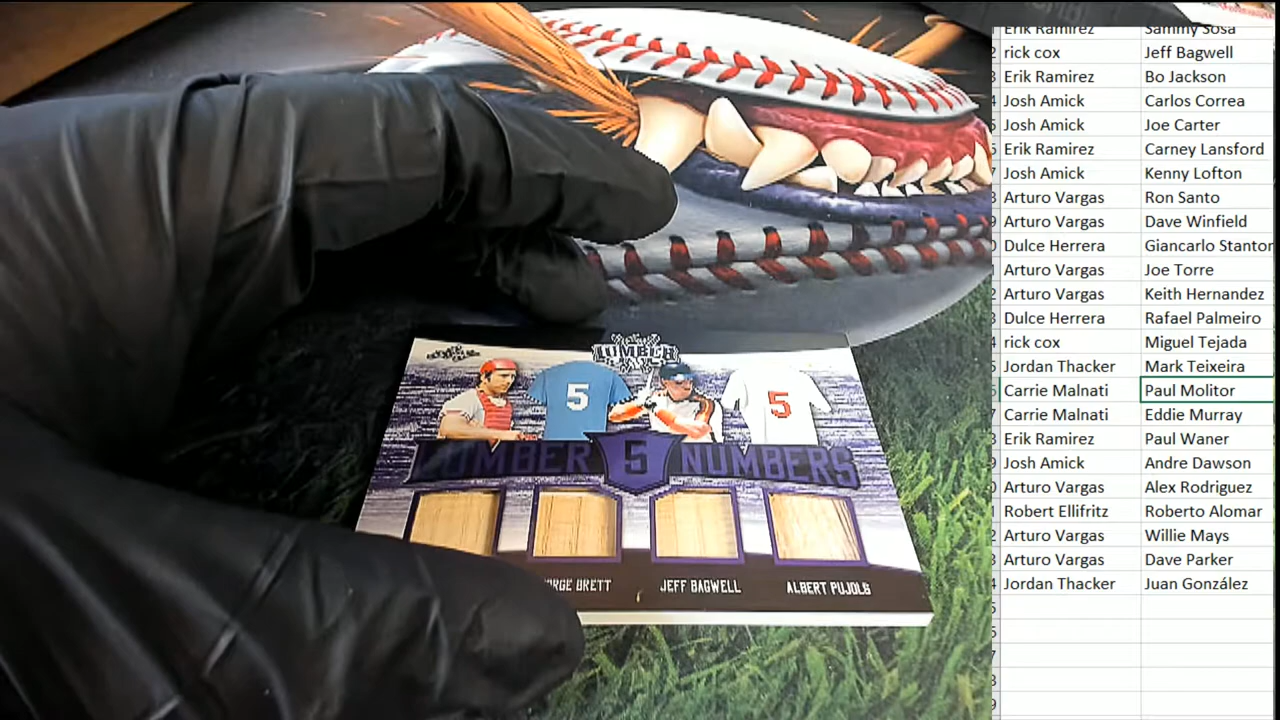 Erik Ramirez Sammy Sosa
rick cox Jeff Bagwell
Erik Ramirez Bo Jackson
Josh Amick Carlos Correa
Josh Amick Joe Carter
Erik Ramirez Carney Lansford
Josh Amick Kenny Lofton
Arturo Vargas Ron Santo
Arturo Vargas Dave Winfield
Dulce Herrera Giancarlo Stanton
Arturo Vargas Joe Torre
Arturo Vargas Keith Hernandez
Dulce Herrera Rafael Palmeiro
rick cox Miguel Tejada
Jordan Thacker Mark Teixeira
Carrie Malnati Paul Molitor
Carrie Malnati Eddie Murray
Erik Ramirez Paul Waner
Josh Amick Andre Dawson
Arturo Vargas Alex Rodriguez
Robert Ellifritz Roberto Alomar
Arturo Vargas Willie Mays
Arturo Vargas Dave Parker
Jordan Thacker Juan González
LUMBER
5 5
LUMBER 5 NUMBERS
BRETT JEFF BAGWELL ALBERT PUJOLS